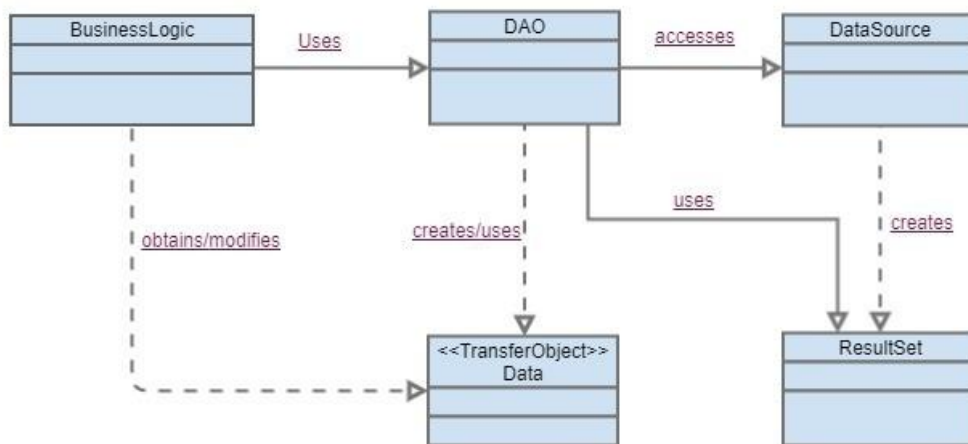 BusinessLogic
Uses
DAO
accesses
DataSource
obtains/modifies
creates/uses
uses
creates
<<TransferObject>>
Data
ResultSet